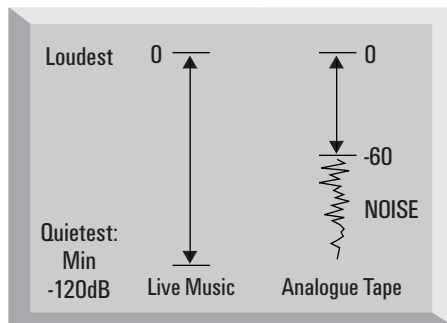 Loudest 0 0
-60
NOISE
Quietest:
Min
-120dB Live Music Analogue Tape